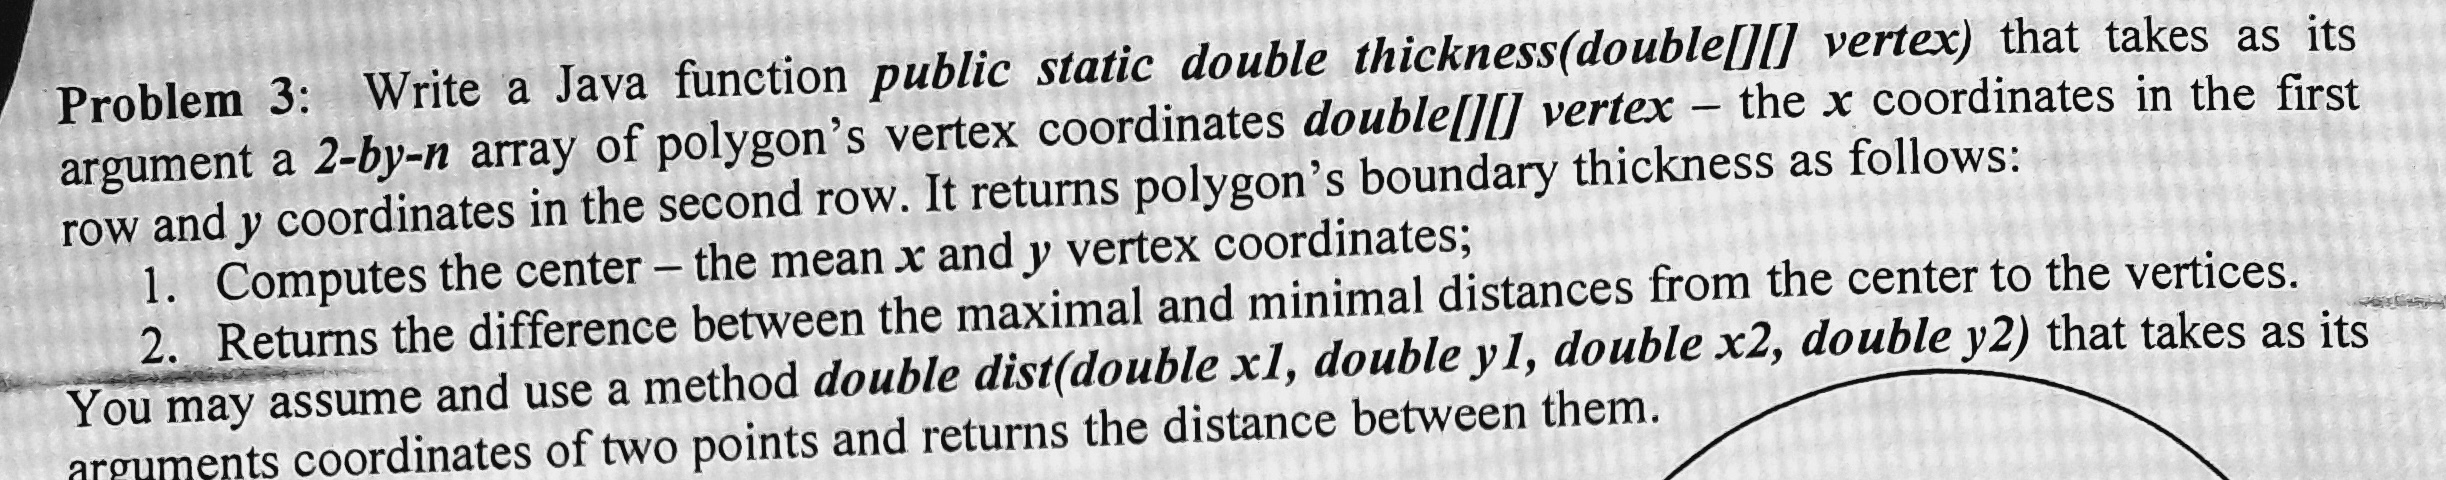 Problem 3: Write a Java function public static double thickness(double[][] vertex) that takes as its
argument a 2-by-n array of polygon's vertex coordinates double[][] vertex – the x coordinates in the first
row and y coordinates in the second row. It returns polygon's boundary thickness as follows:
1. Computes the center – the mean x and y vertex coordinates;
2. Returns the difference between the maximal and minimal distances from the center to the vertices.
You may assume and use a method double dist(double x1, double y1, double x2, double y2) that takes as its
arguments coordinates of two points and returns the distance between them.